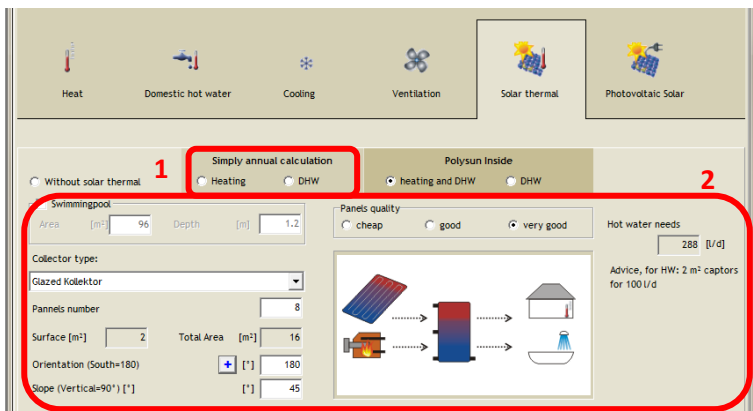 Heat Domestic hot water Cooling Ventilation Solar thermal Photovoltaic Solar
1 Simply annual calculation Polysun Inside 2
Without solar thermal Heating DHW heating and DHW DHW
Swimmingpool Panels quality
Area [m²] 96 Depth [m] 1.2 cheap good very good Hot water needs
288 [l/d]
Collector type: Advice, for HW: 2 m² captors
Glazed Kollektor for 100 l/d
Pannels number 8
Surface [m²] 2 Total Area [m²] 16
Orientation (South=180) + [°] 180
Slope (Vertical=90°) [°] [°] 45